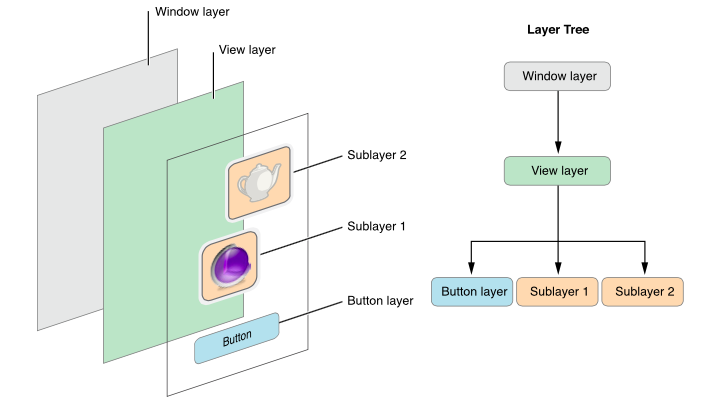 Window layer
View layer
Sublayer 2
Sublayer 1
Button layer
Button
Layer Tree
Window layer
View layer
Button layer
Sublayer 1
Sublayer 2